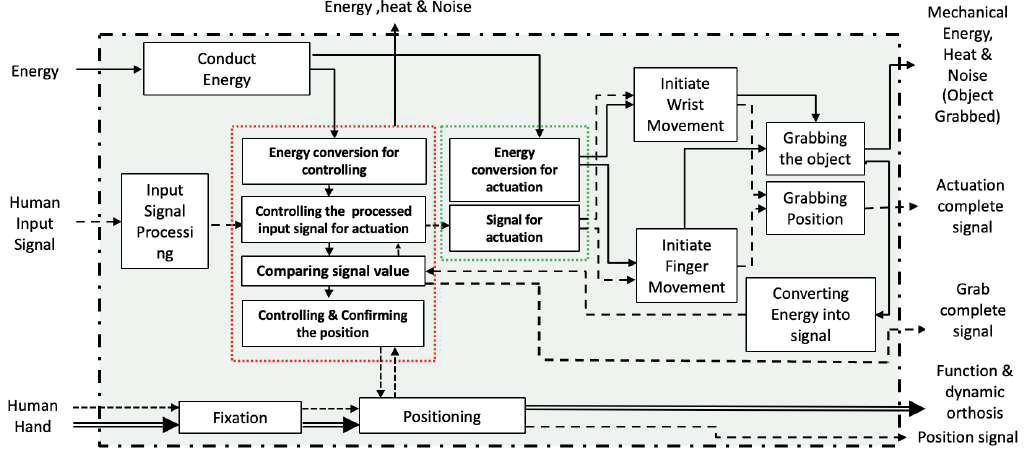 Energy ,heat & Noise
Mechanical
Energy,
Heat &
Noise
(Object
Grabbed)
Energy
Conduct
Energy
Initiate
Wrist
Movement
Energy conversion for
controlling
Energy
conversion for
actuation
Grabbing
the object
Human
Input
Signal
Input
Signal
Processi
ng
Controlling the processed
input signal for actuation
Signal for
actuation
Grabbing
Position
Actuation
complete
signal
Comparing signal value
Initiate
Finger
Movement
Converting
Energy into
signal
Grab
complete
signal
Controlling & Confirming
the position
Human
Hand
Fixation
Positioning
Function &
dynamic
orthosis
Position signal